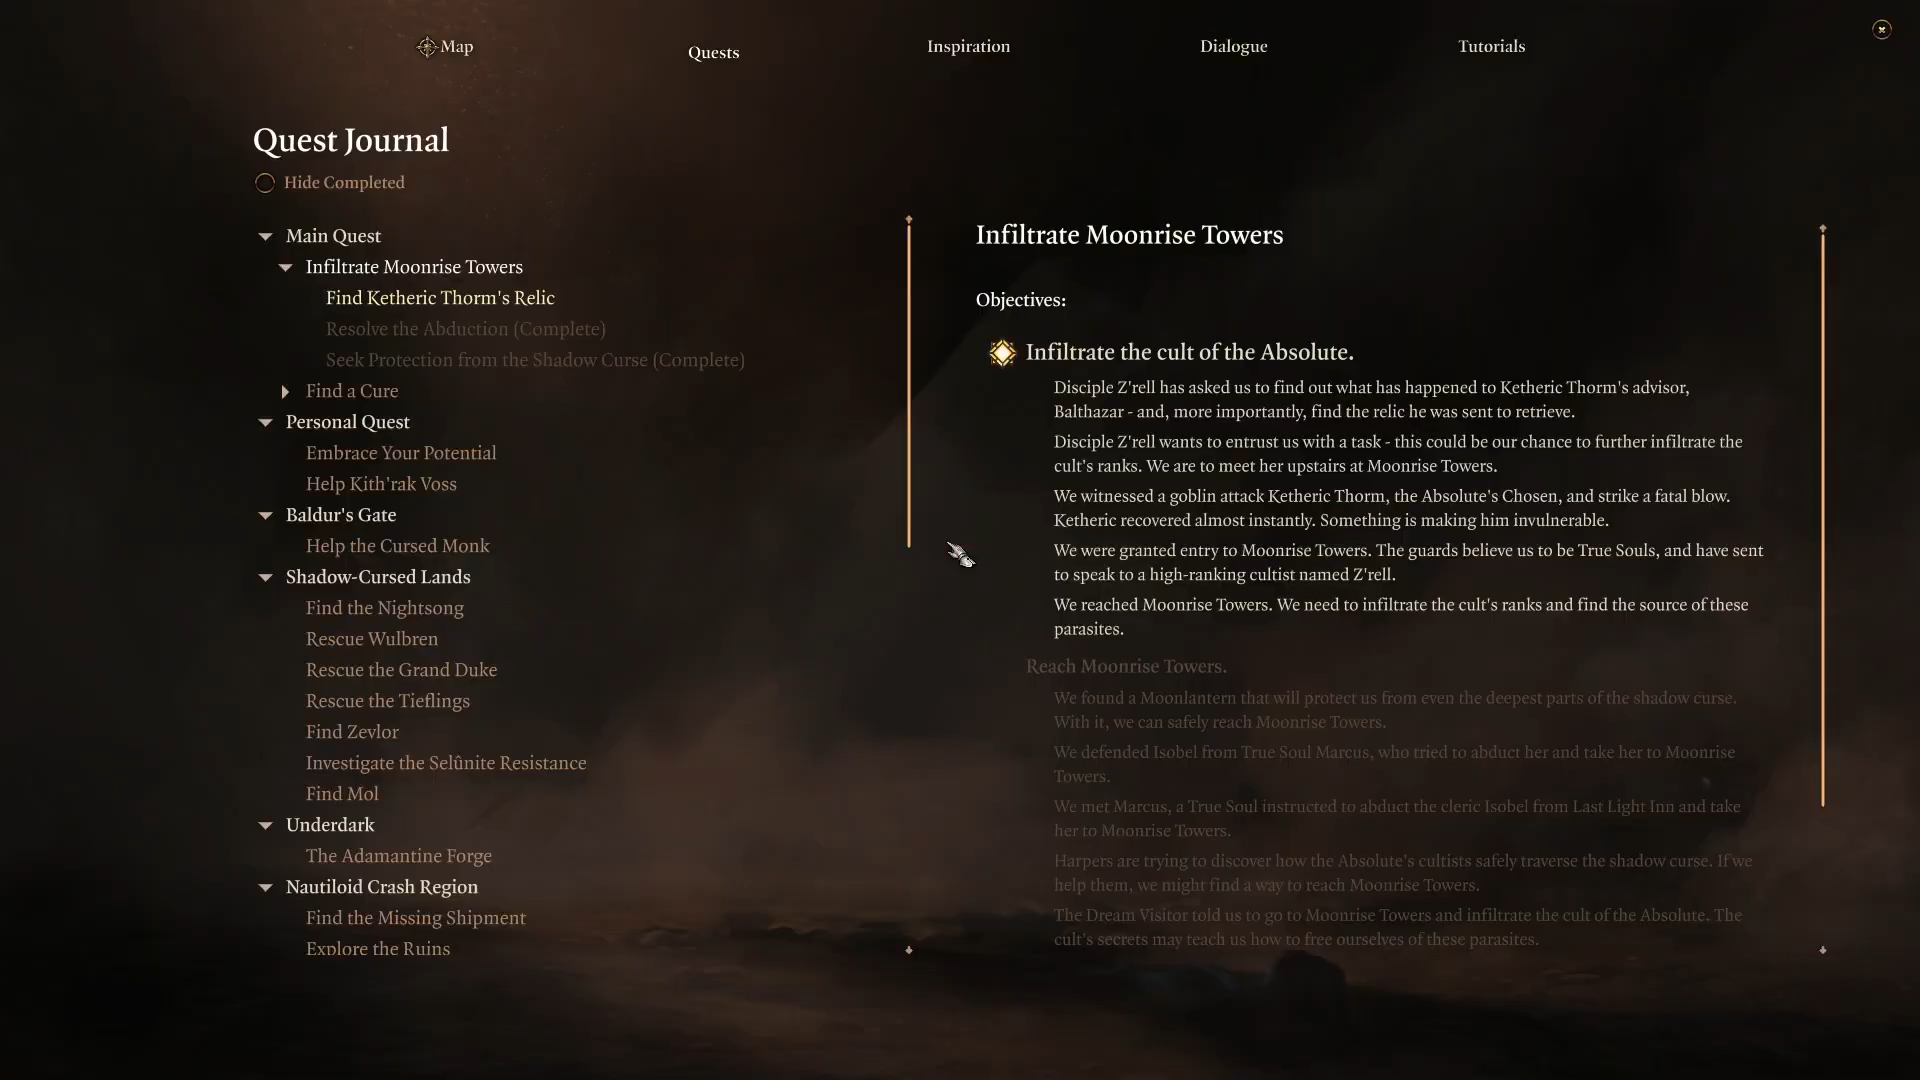 Map
Quests
Inspiration
Dialogue
Tutorials
Quest Journal
Hide Completed
Main Quest
Infiltrate Moonrise Towers
Find Ketheric Thorm's Relic
Resolve the Abduction (Complete)
Seek Protection from the Shadow Curse (Complete)
Find a Cure
Personal Quest
Embrace Your Potential
Help Kith'rak Voss
Baldur's Gate
Help the Cursed Monk
Shadow-Cursed Lands
Find the Nightsong
Rescue Wulbren
Rescue the Grand Duke
Rescue the Tieflings
Find Zevlor
Investigate the Selûnite Resistance
Find Mol
Underdark
The Adamantine Forge
Nautiloid Crash Region
Find the Missing Shipment
Explore the Ruins
Infiltrate Moonrise Towers
Objectives:
Infiltrate the cult of the Absolute.
Disciple Z'rell has asked us to find out what has happened to Ketheric Thorm's advisor,
Balthazar - and, more importantly, find the relic he was sent to retrieve.
Disciple Z'rell wants to entrust us with a task - this could be our chance to further infiltrate the
cult's ranks. We are to meet her upstairs at Moonrise Towers.
We witnessed a goblin attack Ketheric Thorm, the Absolute's Chosen, and strike a fatal blow.
Ketheric recovered almost instantly. Something is making him invulnerable.
We were granted entry to Moonrise Towers. The guards believe us to be True Souls, and have sent
to speak to a high-ranking cultist named Z'rell.
We reached Moonrise Towers. We need to infiltrate the cult's ranks and find the source of these
parasites.
Reach Moonrise Towers.
We found a Moonlantern that will protect us from even the deepest parts of the shadow curse.
With it, we can safely reach Moonrise Towers.
We defended Isobel from True Soul Marcus, who tried to abduct her and take her to Moonrise
Towers.
We met Marcus, a True Soul instructed to abduct the cleric Isobel from Last Light Inn and take
her to Moonrise Towers.
Harpers are trying to discover how the Absolute's cultists safely traverse the shadow curse. If we
help them, we might find a way to reach Moonrise Towers.
The Dream Visitor told us to go to Moonrise Towers and infiltrate the cult of the Absolute. The
cult's secrets may teach us how to free ourselves of these parasites.